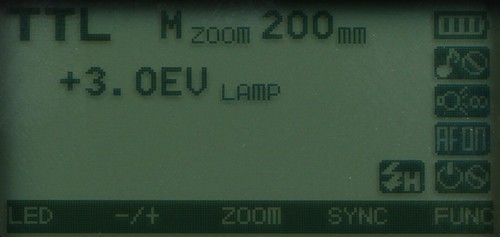 TTL M ZOOM 200mm
+3.0EV LAMP
AF ON
H
LED -/+ ZOOM SYNC FUNC